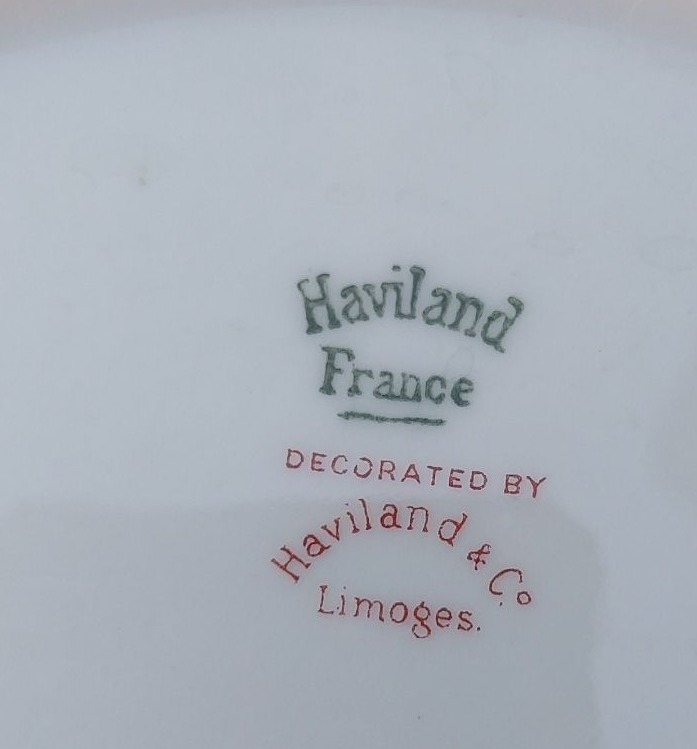 Haviland
France
DECORATED BY
Haviland & Co
Limoges.